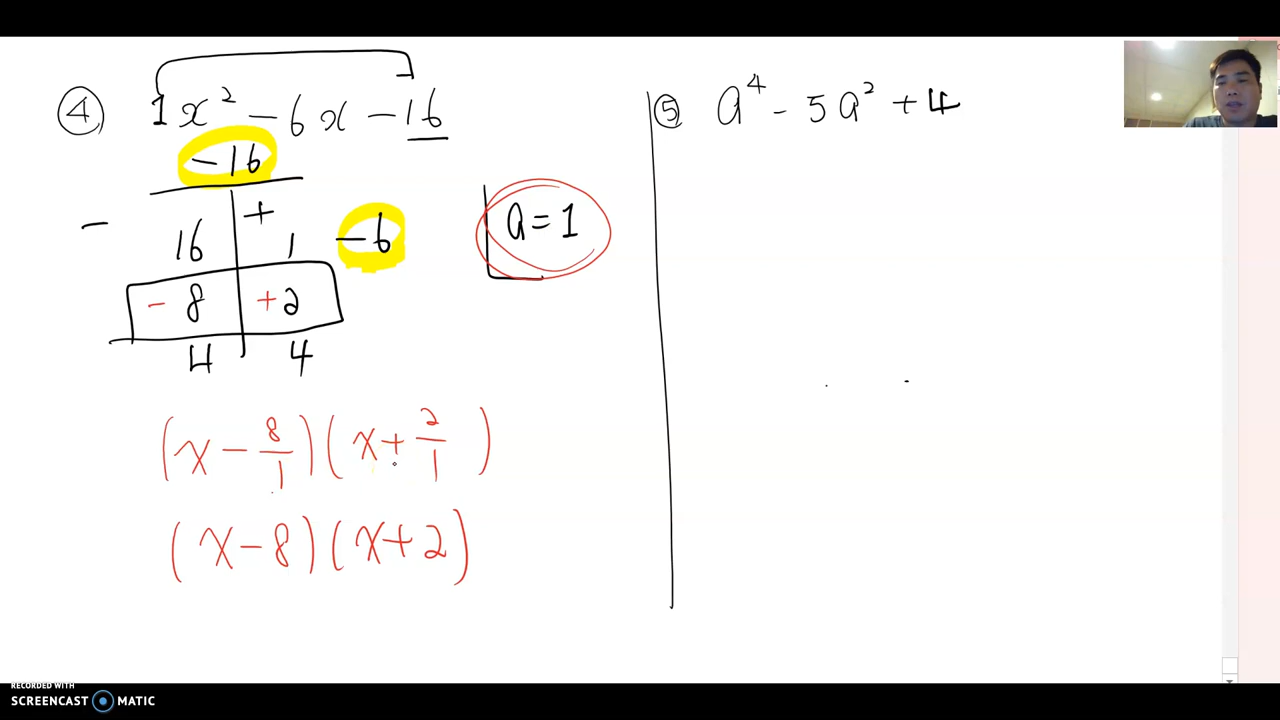 ④ 1x² - 6x - 16
-16
- 16 | + 1 -6
- 8 | + 2
4 | 4
a = 1
(x - 8/1)(x + 2/1)
(x - 8)(x + 2)
⑤ a⁴ - 5a² + 4
RECORDED WITH
SCREENCAST MATIC